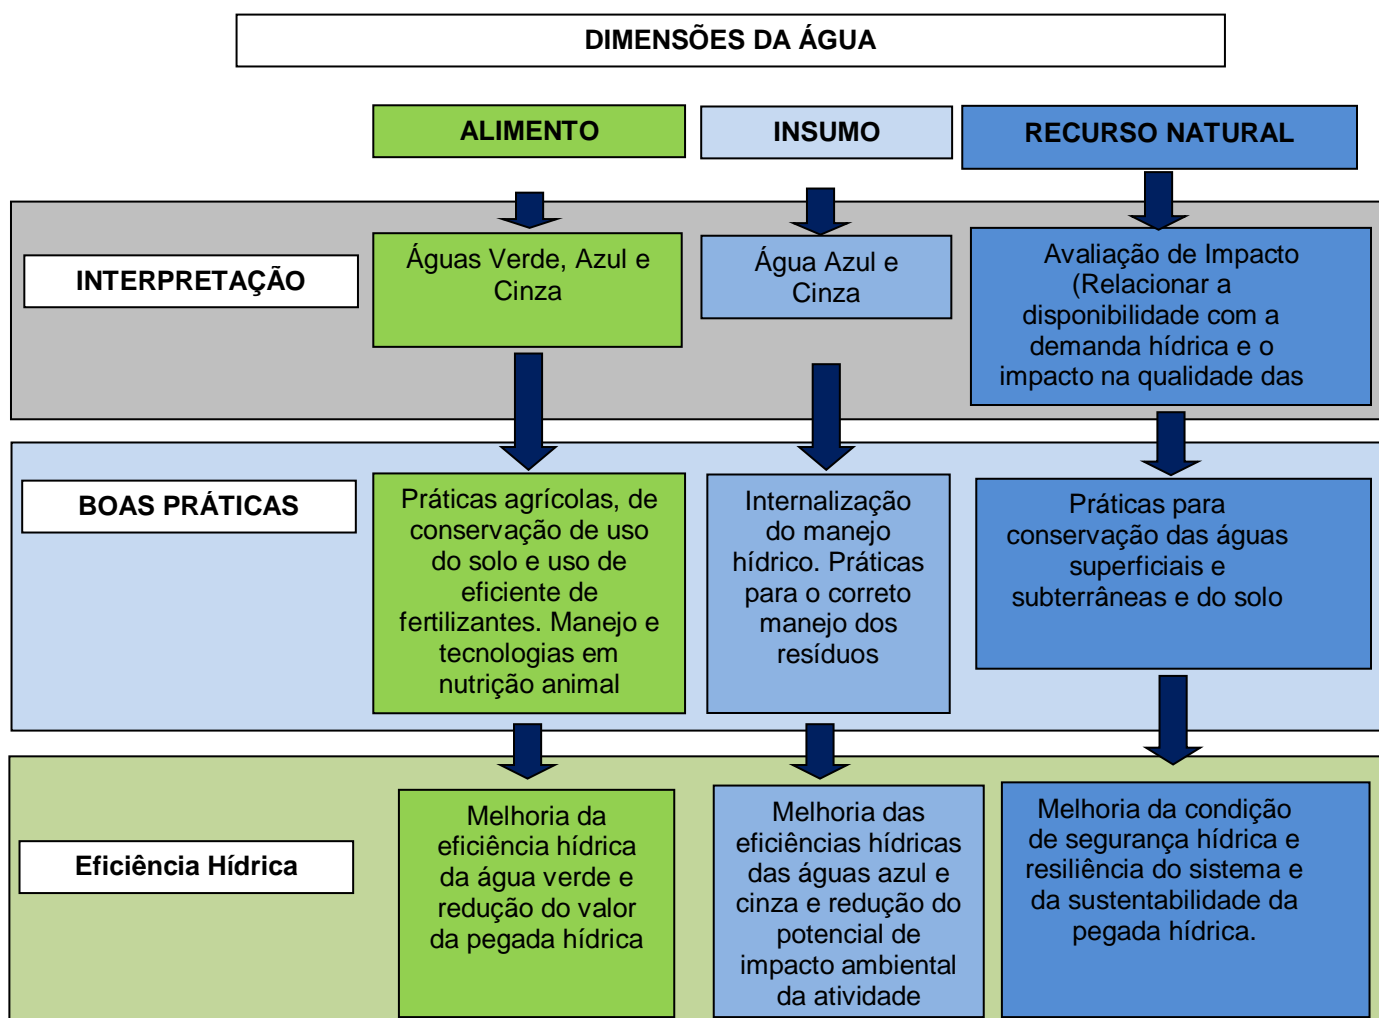 DIMENSÕES DA ÁGUA
ALIMENTO
INSUMO
RECURSO NATURAL
INTERPRETAÇÃO
Águas Verde, Azul e
Cinza
Água Azul e
Cinza
Avaliação de Impacto
(Relacionar a
disponibilidade com a
demanda hídrica e o
impacto na qualidade das
BOAS PRÁTICAS
Práticas agrícolas, de
conservação de uso
do solo e uso de
eficiente de
fertilizantes. Manejo e
tecnologias em
nutrição animal
Internalização
do manejo
hídrico. Práticas
para o correto
manejo dos
resíduos
Práticas para
conservação das águas
superficiais e
subterrâneas e do solo
Eficiência Hídrica
Melhoria da
eficiência hídrica
da água verde e
redução do valor
da pegada hídrica
Melhoria das
eficiências hídricas
das águas azul e
cinza e redução do
potencial de
impacto ambiental
da atividade
Melhoria da condição
de segurança hídrica e
resiliência do sistema e
da sustentabilidade da
pegada hídrica.